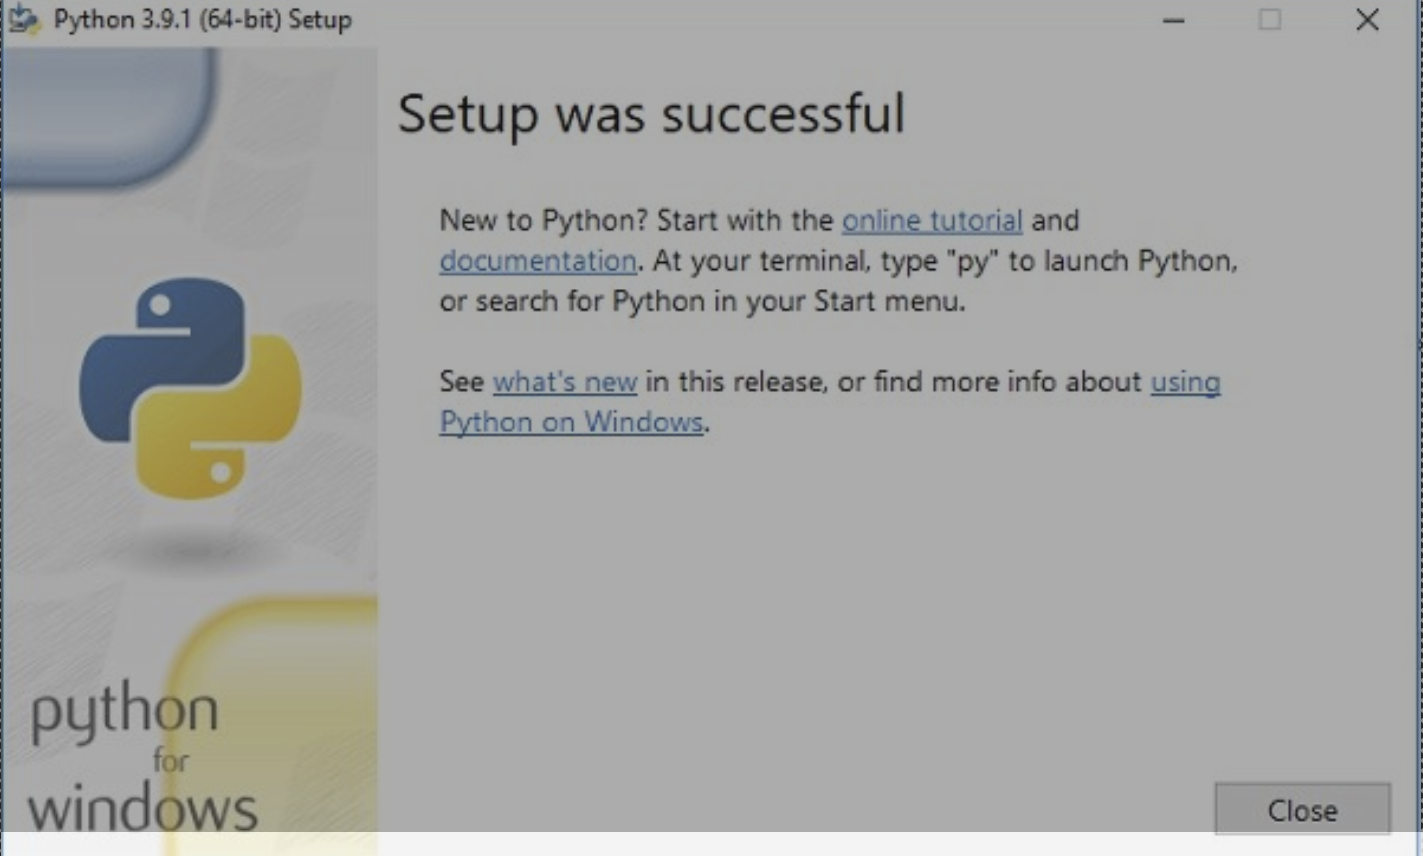 Python 3.9.1 (64-bit) Setup
Setup was successful
New to Python? Start with the online tutorial and
documentation. At your terminal, type "py" to launch Python,
or search for Python in your Start menu.
See what's new in this release, or find more info about using
Python on Windows.
python
for
windows
Close